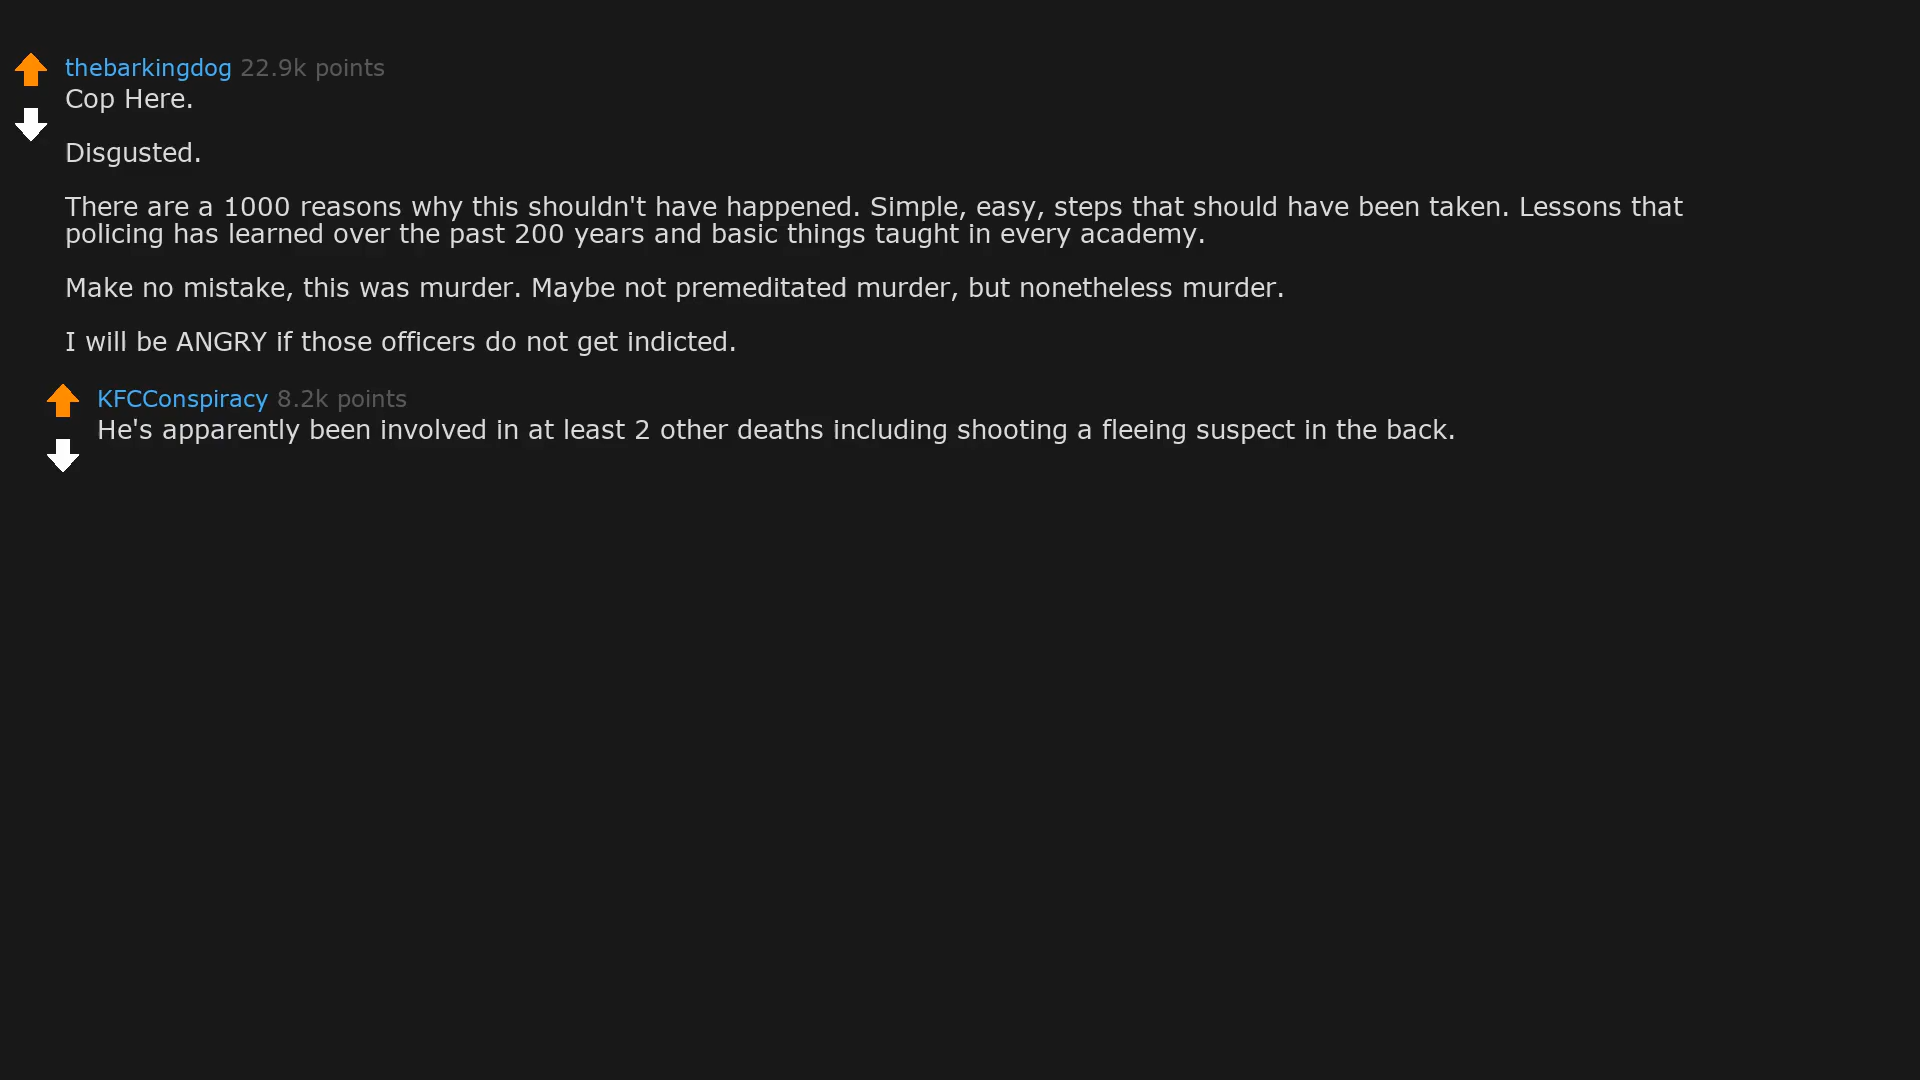 thebarkingdog 22.9k points
Cop Here.
Disgusted.
There are a 1000 reasons why this shouldn't have happened. Simple, easy, steps that should have been taken. Lessons that
policing has learned over the past 200 years and basic things taught in every academy.
Make no mistake, this was murder. Maybe not premeditated murder, but nonetheless murder.
I will be ANGRY if those officers do not get indicted.
KFCConspiracy 8.2k points
He's apparently been involved in at least 2 other deaths including shooting a fleeing suspect in the back.